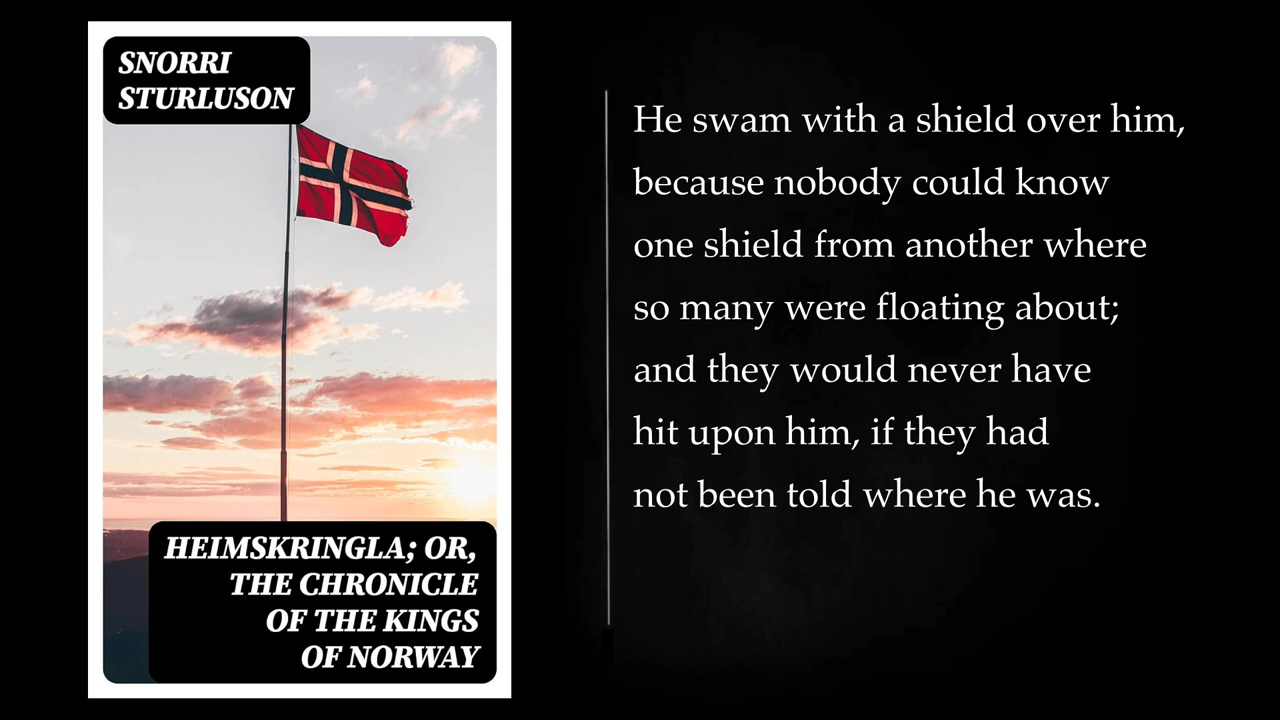 SNORRI
STURLUSON
HEIMSKRINGLA; OR,
THE CHRONICLE
OF THE KINGS
OF NORWAY
He swam with a shield over him,
because nobody could know
one shield from another where
so many were floating about;
and they would never have
hit upon him, if they had
not been told where he was.